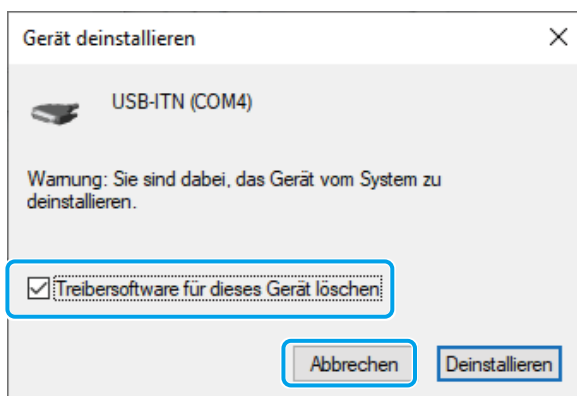 Gerät deinstallieren
USB-ITN (COM4)
Warnung: Sie sind dabei, das Gerät vom System zu
deinstallieren.
Treibersoftware für dieses Gerät löschen
Abbrechen
Deinstallieren